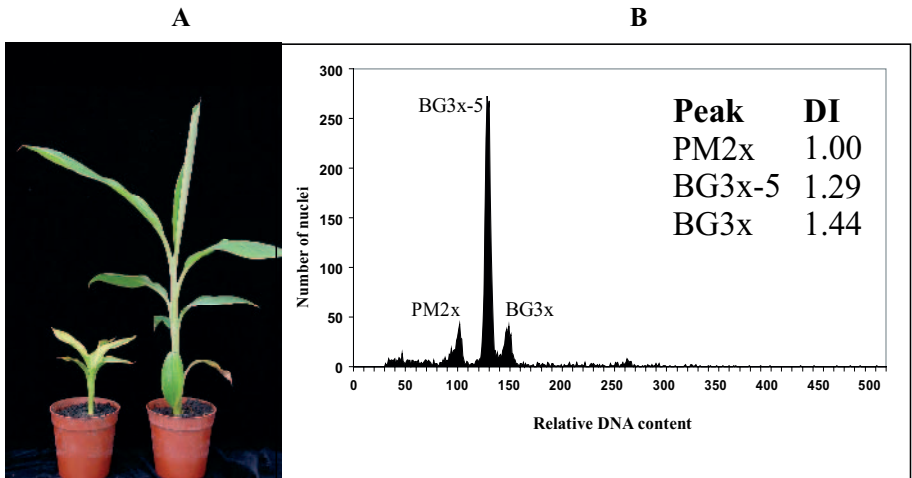 A
B
300
250
200
150
100
50
0
Number of nuclei
BG3x-5
PM2x
BG3x
Peak DI
PM2x 1.00
BG3x-5 1.29
BG3x 1.44
0 50 100 150 200 250 300 350 400 450 500
Relative DNA content